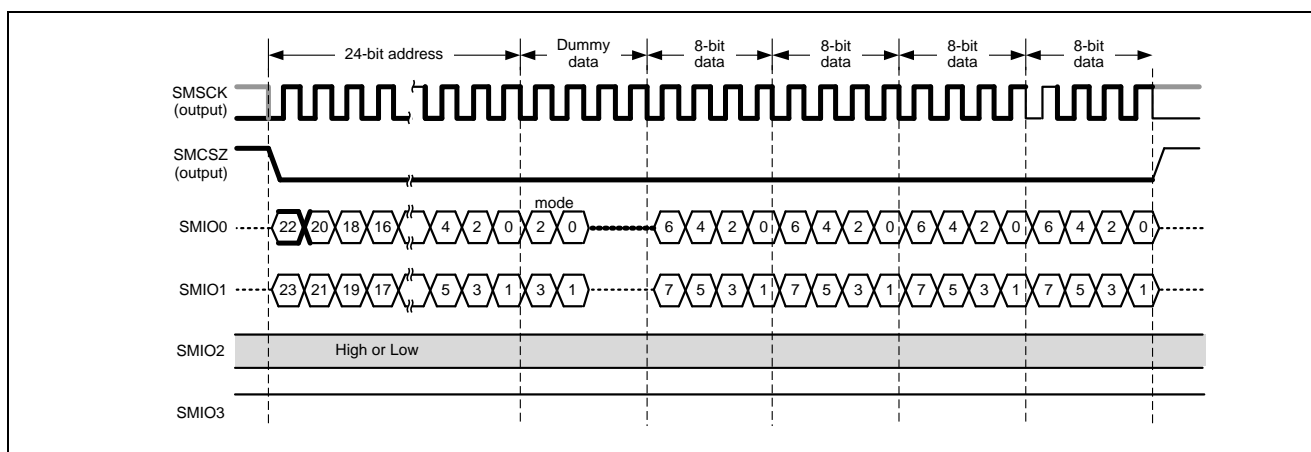 24-bit address
Dummy data
8-bit data
8-bit data
8-bit data
8-bit data
SMSCK
(output)
SMCSZ
(output)
mode
SMIO0 22 20 18 16 4 2 0 2 0 6 4 2 0 6 4 2 0 6 4 2 0 6 4 2 0
SMIO1 23 21 19 17 5 3 1 3 1 7 5 3 1 7 5 3 1 7 5 3 1 7 5 3 1
SMIO2 High or Low
SMIO3